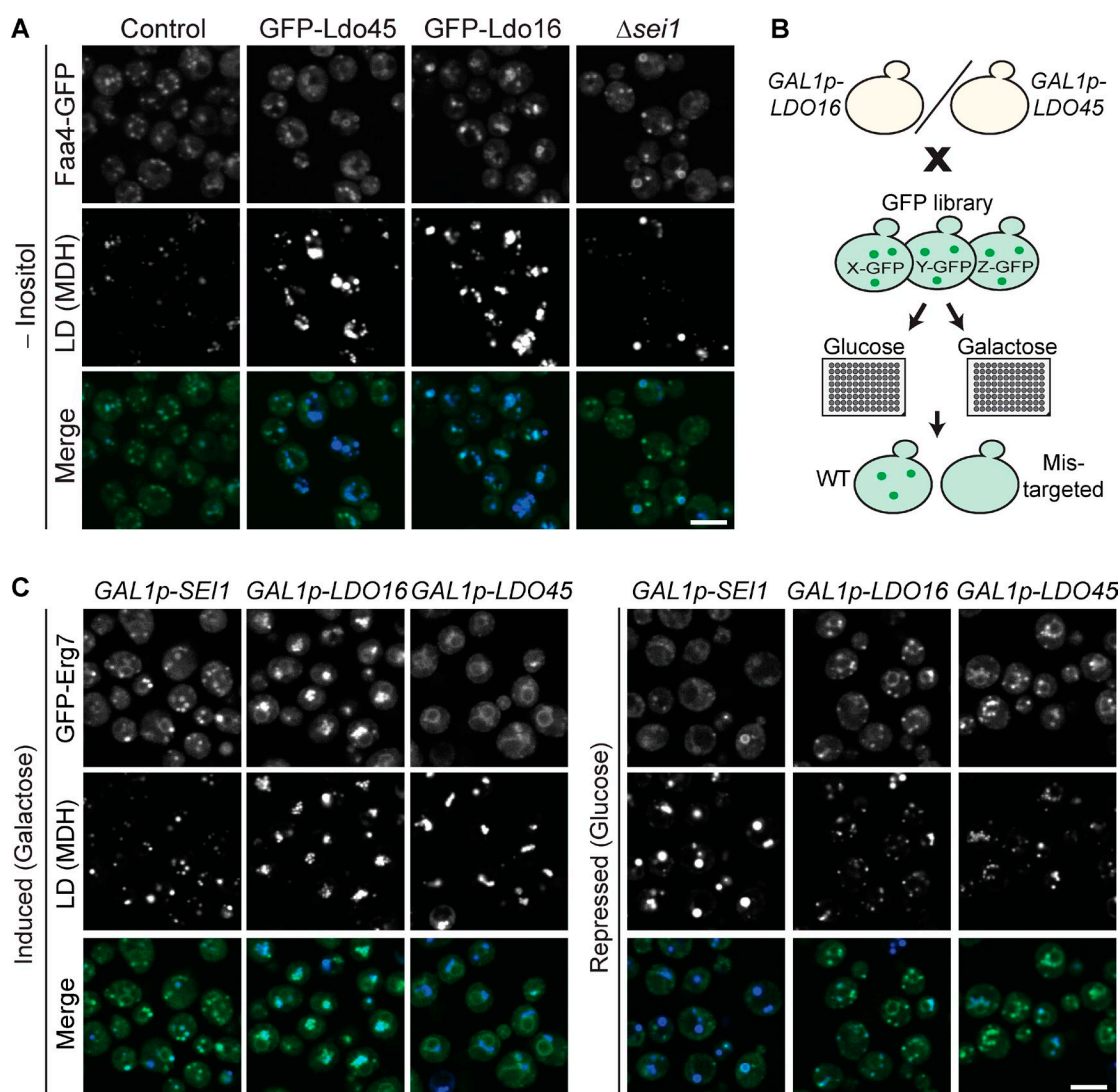 A
Control
GFP-Ldo45
GFP-Ldo16
Δsei1
– Inositol
Faa4-GFP
LD (MDH)
Merge
B
GAL1p-
LDO16
GAL1p-
LDO45
X
GFP library
X-GFP
Y-GFP
Z-GFP
Glucose
Galactose
WT
Mis-
targeted
C
GAL1p-SEI1
GAL1p-LDO16
GAL1p-LDO45
Induced (Galactose)
GFP-Erg7
LD (MDH)
Merge
GAL1p-SEI1
GAL1p-LDO16
GAL1p-LDO45
Repressed (Glucose)